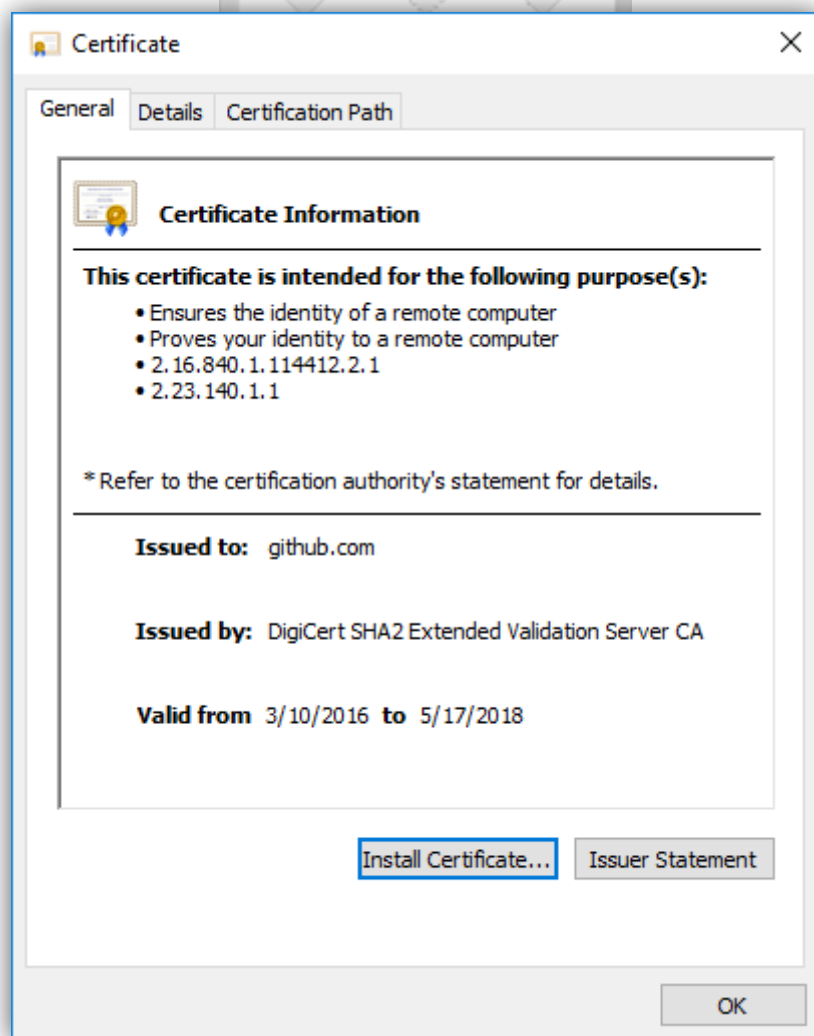 Certificate
General Details Certification Path
Certificate Information
This certificate is intended for the following purpose(s):
• Ensures the identity of a remote computer
• Proves your identity to a remote computer
• 2.16.840.1.114412.2.1
• 2.23.140.1.1
* Refer to the certification authority's statement for details.
Issued to: github.com
Issued by: DigiCert SHA2 Extended Validation Server CA
Valid from 3/10/2016 to 5/17/2018
Install Certificate... Issuer Statement
OK